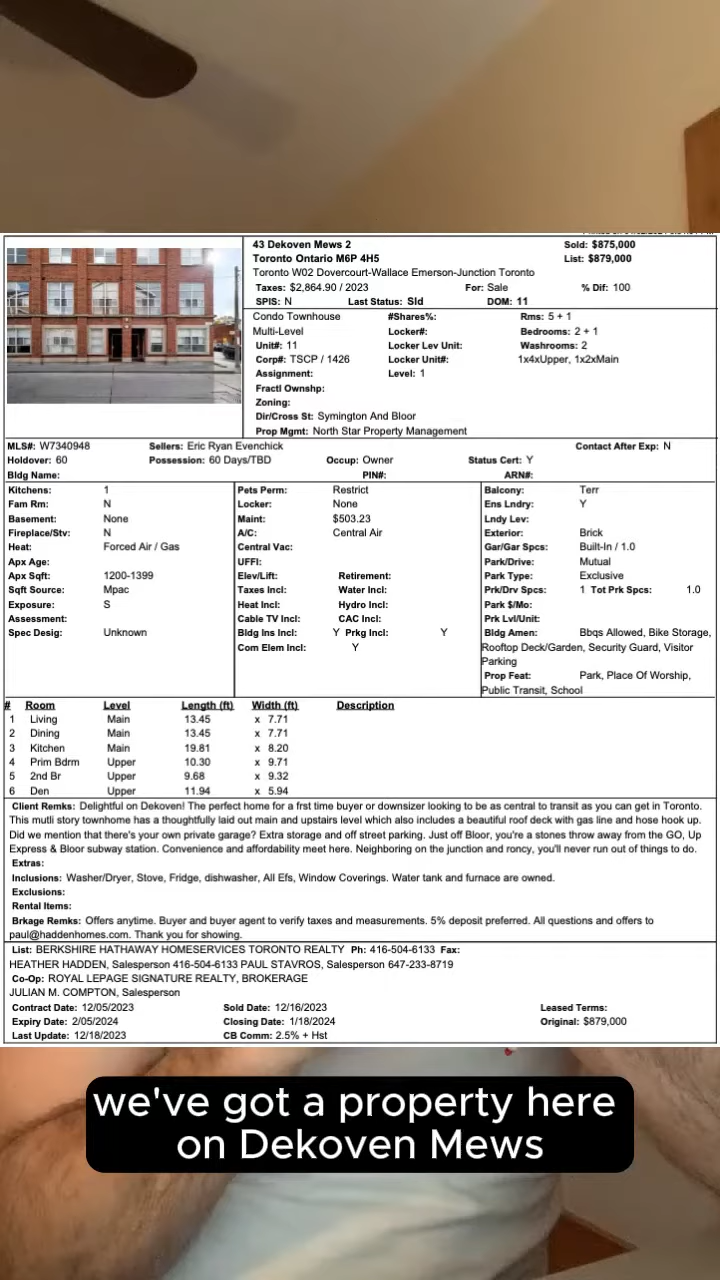 43 Dekoven Mews 2 Sold: $875,000
Toronto Ontario M6P 4H5 List: $879,000
Toronto W02 Dovercourt-Wallace Emerson-Junction Toronto
Taxes: $2,864.90 / 2023 For: Sale % Dif: 100
SPIS: N Last Status: Sld DOM: 11
Condo Townhouse #Shares%: Rms: 5 + 1
Multi-Level Locker#: Bedrooms: 2 + 1
Unit#: 11 Locker Lev Unit: Washrooms: 2
Corp#: TSCP / 1426 Locker Unit#: 1x4xUpper, 1x2xMain
Assignment: Level: 1
Fractl Ownshp:
Zoning:
Dir/Cross St: Symington And Bloor
Prop Mgmt: North Star Property Management
MLS#: W7340948 Sellers: Eric Ryan Evenchick Contact After Exp: N
Holdover: 60 Possession: 60 Days/TBD Occup: Owner Status Cert: Y
Bldg Name: PIN#: ARN#:
Kitchens: 1 Pets Perm: Restrict Balcony: Terr
Fam Rm: N Locker: None Ens Lndry: Y
Basement: None Maint: $503.23 Lndy Lev:
Fireplace/Stv: N A/C: Central Air Exterior: Brick
Heat: Forced Air / Gas Central Vac: Gar/Gar Spcs: Built-In / 1.0
Apx Age: UFFI: Park/Drive: Mutual
Apx Sqft: 1200-1399 Elev/Lift: Retirement: Park Type: Exclusive
Sqft Source: Mpac Taxes Incl: Water Incl: Prk/Drv Spcs: 1 Tot Prk Spcs: 1.0
Exposure: S Heat Incl: Hydro Incl: Park $/Mo:
Assessment: Cable TV Incl: CAC Incl: Prk Lvl/Unit:
Spec Desig: Unknown Bldg Ins Incl: Y Prkg Incl: Y Bldg Amen: Bbqs Allowed, Bike Storage,
Com Elem Incl: Y Rooftop Deck/Garden, Security Guard, Visitor
Parking
Prop Feat: Park, Place Of Worship,
Public Transit, School
# Room Level Length (ft) Width (ft) Description
1 Living Main 13.45 x 7.71
2 Dining Main 13.45 x 7.71
3 Kitchen Main 19.81 x 8.20
4 Prim Bdrm Upper 10.30 x 9.71
5 2nd Br Upper 9.68 x 9.32
6 Den Upper 11.94 x 5.94
Client Remks: Delightful on Dekoven! The perfect home for a frst time buyer or downsizer looking to be as central to transit as you can get in Toronto.
This mutli story townhome has a thoughtfully laid out main and upstairs level which also includes a beautiful roof deck with gas line and hose hook up.
Did we mention that there's your own private garage? Extra storage and off street parking. Just off Bloor, you're a stones throw away from the GO, Up
Express & Bloor subway station. Convenience and affordability meet here. Neighboring on the junction and roncy, you'll never run out of things to do.
Extras:
Inclusions: Washer/Dryer, Stove, Fridge, dishwasher, All Efs, Window Coverings. Water tank and furnace are owned.
Exclusions:
Rental Items:
Brkage Remks: Offers anytime. Buyer and buyer agent to verify taxes and measurements. 5% deposit preferred. All questions and offers to
paul@haddenhomes.com. Thank you for showing.
List: BERKSHIRE HATHAWAY HOMESERVICES TORONTO REALTY Ph: 416-504-6133 Fax:
HEATHER HADDEN, Salesperson 416-504-6133 PAUL STAVROS, Salesperson 647-233-8719
Co-Op: ROYAL LEPAGE SIGNATURE REALTY, BROKERAGE
JULIAN M. COMPTON, Salesperson
Contract Date: 12/05/2023 Sold Date: 12/16/2023 Leased Terms:
Expiry Date: 2/05/2024 Closing Date: 1/18/2024 Original: $879,000
Last Update: 12/18/2023 CB Comm: 2.5% + Hst
we've got a property here
on Dekoven Mews